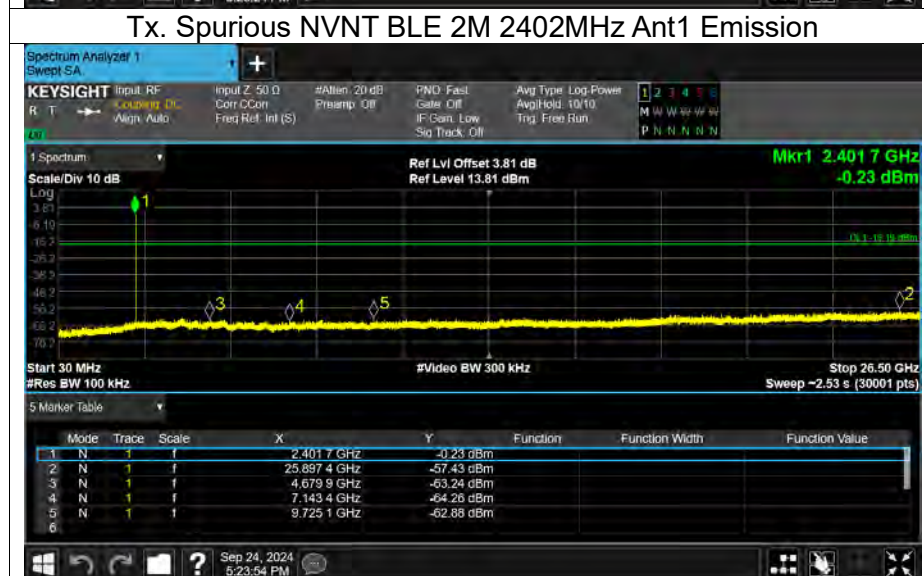 Tx. Spurious NVNT BLE 2M 2402MHz Ant1 Emission
Spectrum Analyzer 1
Swept SA
+
KEYSIGHT Input: RF Input Z: 50 Ω #Atten: 20 dB PNO: Fast Avg Type: Log-Power 1 2 3 4 5 6
R T Coupling: DC Corr CCorr Preamp: Off Gate: Off Avg|Hold: 10/10 M W W W W W
Align: Auto Freq Ref: Int (S) IF Gain: Low Trig: Free Run
Sig Track: Off P N N N N N
1 Spectrum Ref Lvl Offset 3.81 dB Mkr1 2.401 7 GHz
Scale/Div 10 dB Ref Level 13.81 dBm -0.23 dBm
Log
3.81
-6.19
-16.2
-26.2
-36.2
-46.2
-56.2
-66.2
-76.2
1
3
4
5
2
Start 30 MHz #Video BW 300 kHz Stop 26.50 GHz
#Res BW 100 kHz Sweep ~2.53 s (30001 pts)
5 Marker Table
Mode Trace Scale X Y Function Function Width Function Value
1 N 1 f 2.401 7 GHz -0.23 dBm
2 N 1 f 25.897 4 GHz -57.43 dBm
3 N 1 f 4.679 9 GHz -63.24 dBm
4 N 1 f 7.143 4 GHz -64.26 dBm
5 N 1 f 9.725 1 GHz -62.88 dBm
6
? Sep 24, 2024
5:23:54 PM